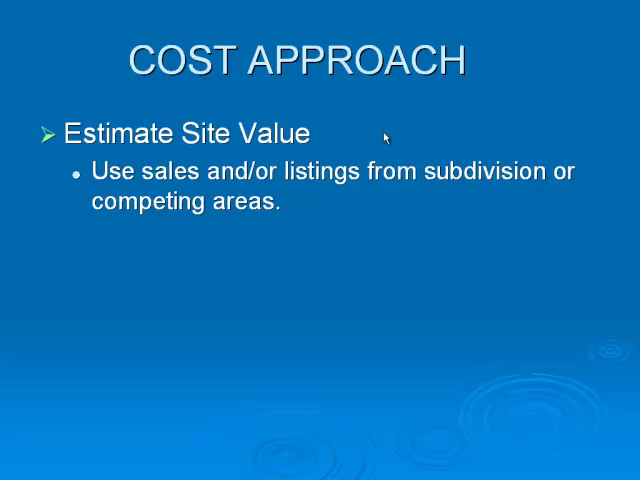 COST APPROACH
Estimate Site Value
Use sales and/or listings from subdivision or
competing areas.